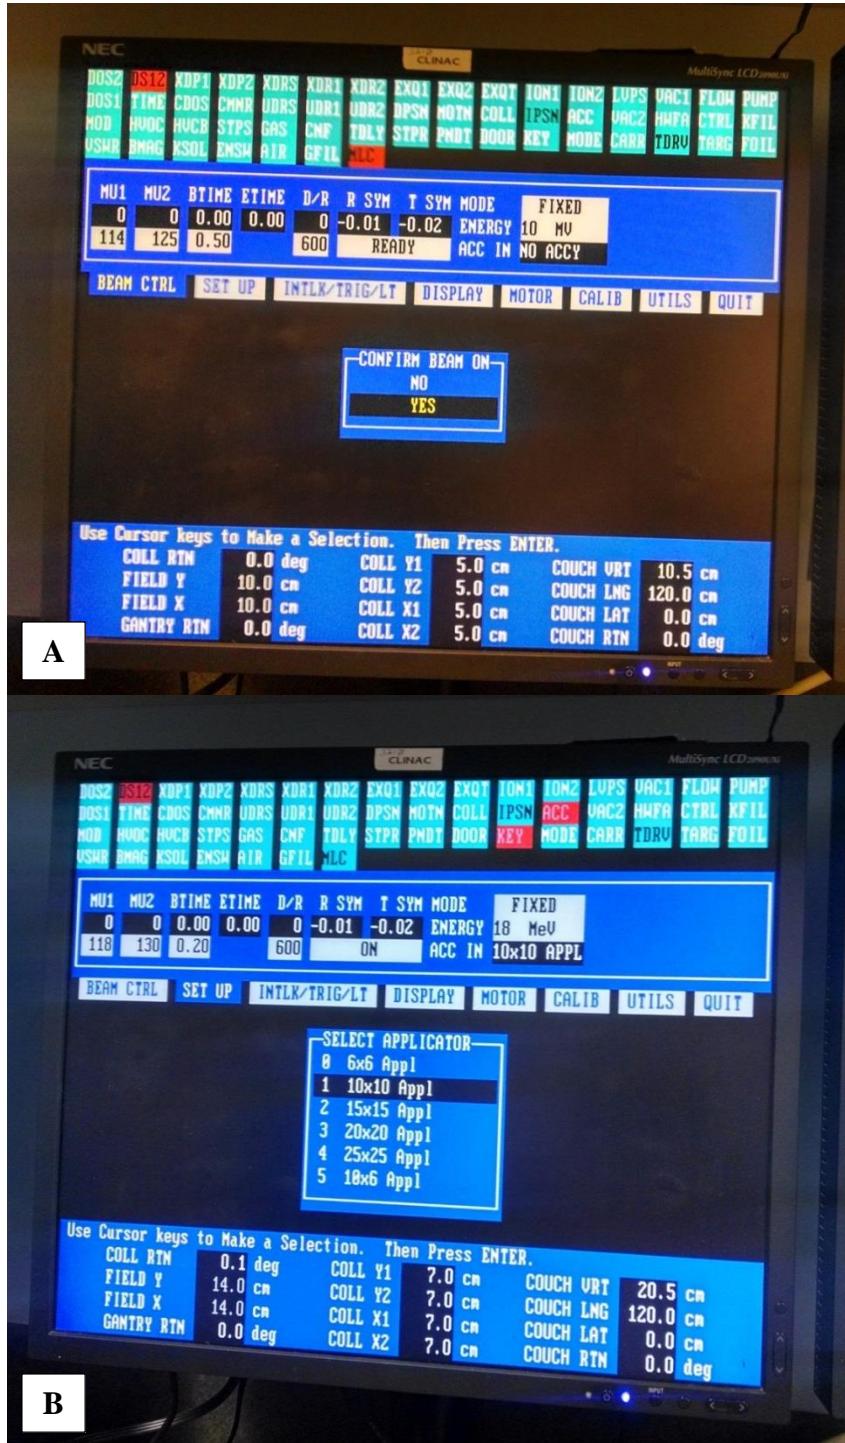 NEC
CLINAC
MultiSync LCD 2090UXi
DOS2 DS12 XDP1 XDP2 XDRS XDR1 XDR2 EXQ1 EXQ2 EXQT ION1 ION2 LVPS VAC1 FLOW PUMP
DOS1 TIME CDOS CMNR UDRS UDR1 UDR2 DPSN MOTN COLL IPSN ACC VAC2 HWFA CTRL KFIL
MOD HVOC HVCB STPS GAS CNF TDLY STPR PNDT DOOR KEY MODE CARR TDRV TARG FOIL
VSWR BMAG KSOL ENSW AIR GFIL MLC
MU1 MU2 BTIME ETIME D/R R SYM T SYM MODE FIXED
0 0 0.00 0.00 0 -0.01 -0.02 ENERGY 10 MV
114 125 0.50 600 READY ACC IN NO ACCY
BEAM CTRL SET UP INTLK/TRIG/LT DISPLAY MOTOR CALIB UTILS QUIT
CONFIRM BEAM ON
NO
YES
Use Cursor keys to Make a Selection. Then Press ENTER.
COLL RTN 0.0 deg COLL Y1 5.0 cm COUCH VRT 10.5 cm
FIELD Y 10.0 cm COLL Y2 5.0 cm COUCH LNG 120.0 cm
FIELD X 10.0 cm COLL X1 5.0 cm COUCH LAT 0.0 cm
GANTRY RTN 0.0 deg COLL X2 5.0 cm COUCH RTN 0.0 deg
INPUT
A
NEC
CLINAC
MultiSync LCD 2090UXi
DOS2 DS12 XDP1 XDP2 XDRS XDR1 XDR2 EXQ1 EXQ2 EXQT ION1 ION2 LVPS VAC1 FLOW PUMP
DOS1 TIME CDOS CMNR UDRS UDR1 UDR2 DPSN MOTN COLL IPSN ACC VAC2 HWFA CTRL KFIL
MOD HVOC HVCB STPS GAS CNF TDLY STPR PNDT DOOR KEY MODE CARR TDRV TARG FOIL
VSWR BMAG KSOL ENSW AIR GFIL MLC
MU1 MU2 BTIME ETIME D/R R SYM T SYM MODE FIXED
0 0 0.00 0.00 0 -0.01 -0.02 ENERGY 18 MeV
118 130 0.20 600 ON ACC IN 10x10 APPL
BEAM CTRL SET UP INTLK/TRIG/LT DISPLAY MOTOR CALIB UTILS QUIT
SELECT APPLICATOR
0 6x6 Appl
1 10x10 Appl
2 15x15 Appl
3 20x20 Appl
4 25x25 Appl
5 10x6 Appl
Use Cursor keys to Make a Selection. Then Press ENTER.
COLL RTN 0.1 deg COLL Y1 7.0 cm COUCH VRT 20.5 cm
FIELD Y 14.0 cm COLL Y2 7.0 cm COUCH LNG 120.0 cm
FIELD X 14.0 cm COLL X1 7.0 cm COUCH LAT 0.0 cm
GANTRY RTN 0.0 deg COLL X2 7.0 cm COUCH RTN 0.0 deg
INPUT
B